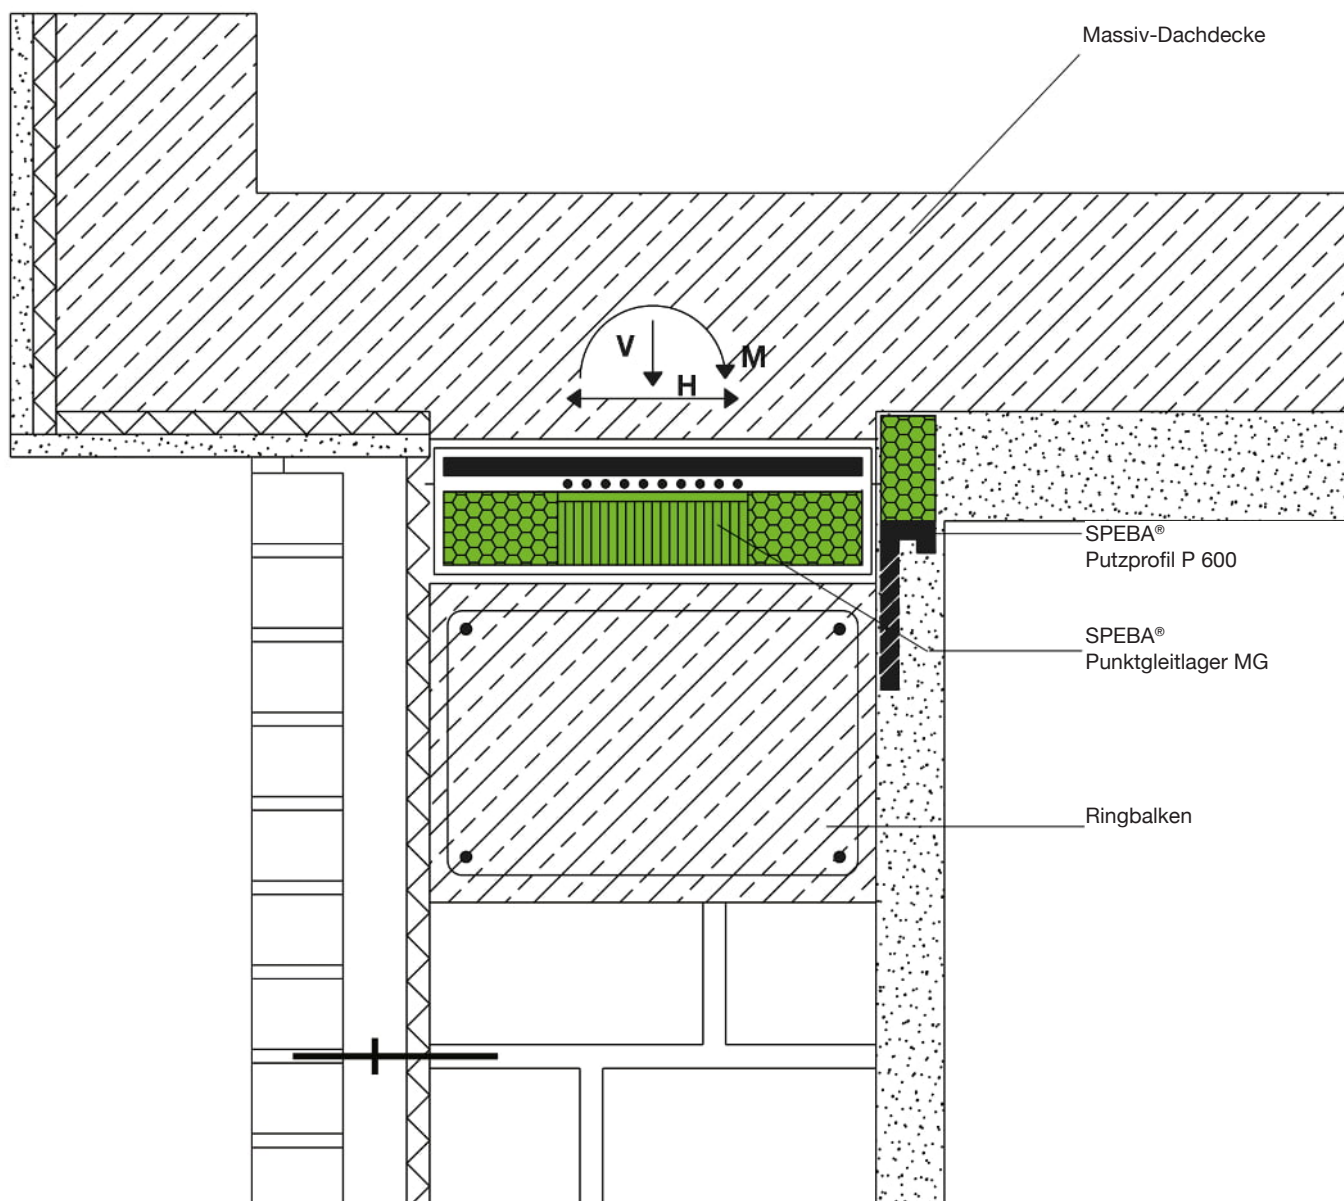 Massiv-Dachdecke
V
M
H
SPEBA®
Putzprofil P 600
SPEBA®
Punktgleitlager MG
Ringbalken